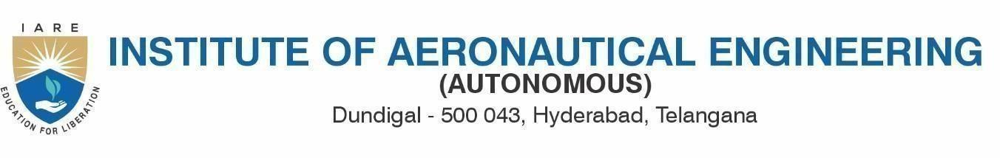 IARE
EDUCATION FOR LIBERATION
INSTITUTE OF AERONAUTICAL ENGINEERING
(AUTONOMOUS)
Dundigal - 500 043, Hyderabad, Telangana